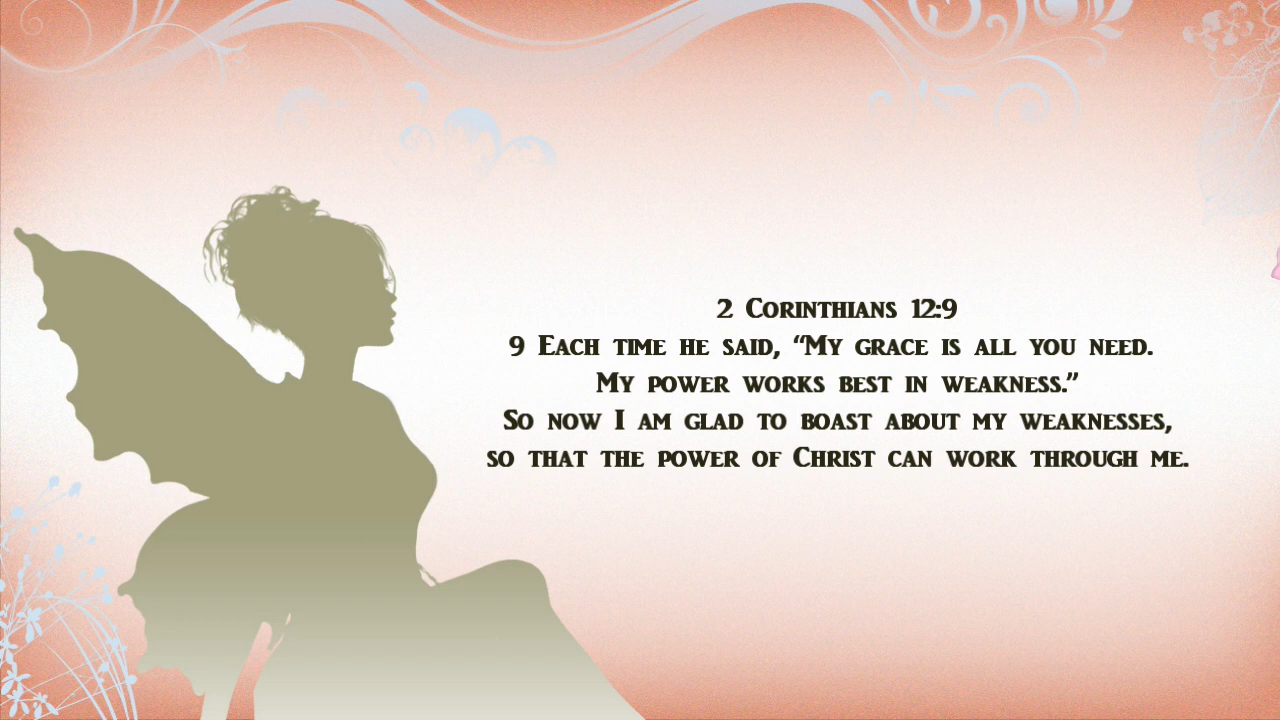 2 Corinthians 12:9
9 Each time he said, “My grace is all you need.
My power works best in weakness.”
So now I am glad to boast about my weaknesses,
so that the power of Christ can work through me.